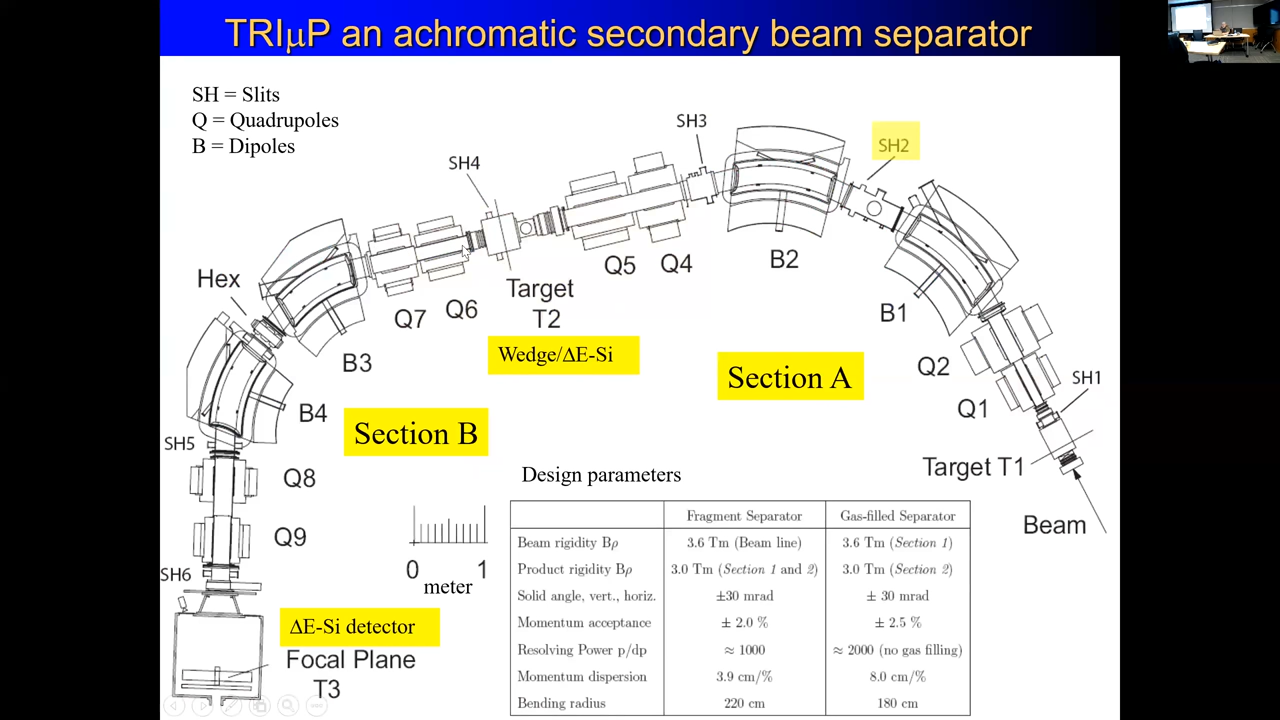 TRIμP an achromatic secondary beam separator
SH = Slits
Q = Quadrupoles
B = Dipoles
SH3
SH2
SH4
Q5
Q4
B2
Hex
Target
T2
Q7
Q6
B1
Wedge/ΔE-Si
B3
Q2
Section A
SH1
Q1
B4
Section B
SH5
Target T1
Q8
Design parameters
Beam
Q9
SH6
0 1
meter
ΔE-Si detector
Focal Plane
T3
Fragment Separator Gas-filled Separator
Beam rigidity Bρ 3.6 Tm (Beam line) 3.6 Tm (Section 1)
Product rigidity Bρ 3.0 Tm (Section 1 and 2) 3.0 Tm (Section 2)
Solid angle, vert., horiz. ±30 mrad ± 30 mrad
Momentum acceptance ± 2.0 % ± 2.5 %
Resolving Power p/dp ≈ 1000 ≈ 2000 (no gas filling)
Momentum dispersion 3.9 cm/% 8.0 cm/%
Bending radius 220 cm 180 cm